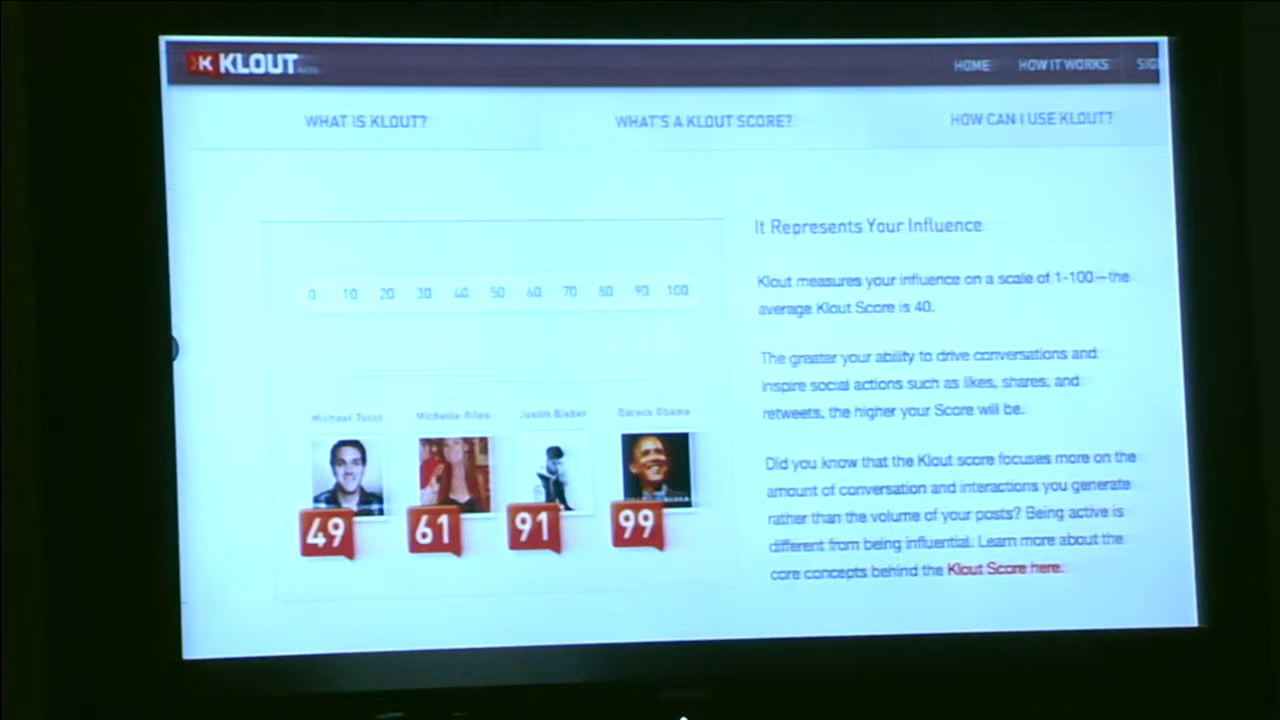 KLOUT
HOME HOW IT WORKS SIG
WHAT IS KLOUT? WHAT'S A KLOUT SCORE? HOW CAN I USE KLOUT?
It Represents Your Influence
Klout measures your influence on a scale of 1-100—the
average Klout Score is 40.
0 10 20 30 40 50 60 70 80 90 100
The greater your ability to drive conversations and
inspire social actions such as likes, shares, and
retweets, the higher your Score will be.
Michael Tucci Michelle Justin Bieber Barack Obama
49 61 91 99
Did you know that the Klout score focuses more on the
amount of conversation and interactions you generate
rather than the volume of your posts? Being active is
different from being influential. Learn more about the
core concepts behind the Klout Score here.